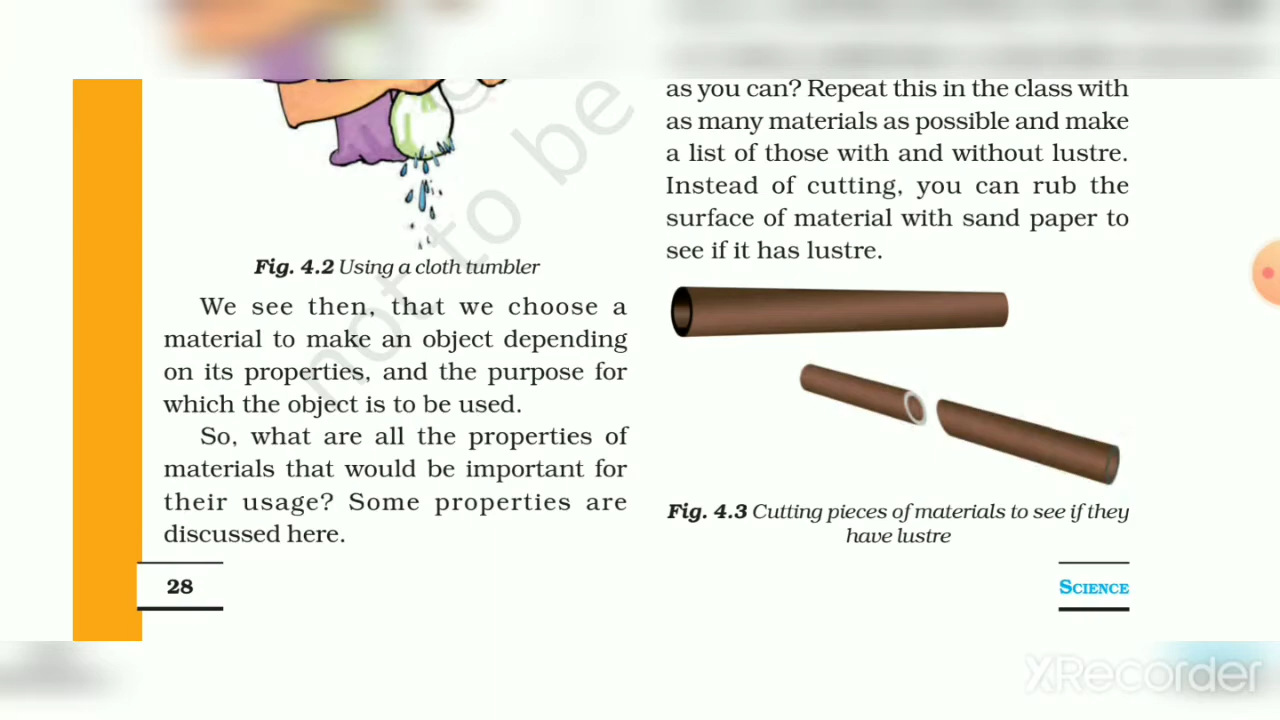 Fig. 4.2 Using a cloth tumbler
We see then, that we choose a
material to make an object depending
on its properties, and the purpose for
which the object is to be used.
So, what are all the properties of
materials that would be important for
their usage? Some properties are
discussed here.
28
as you can? Repeat this in the class with
as many materials as possible and make
a list of those with and without lustre.
Instead of cutting, you can rub the
surface of material with sand paper to
see if it has lustre.
Fig. 4.3 Cutting pieces of materials to see if they
have lustre
SCIENCE
not to be
XRecorder